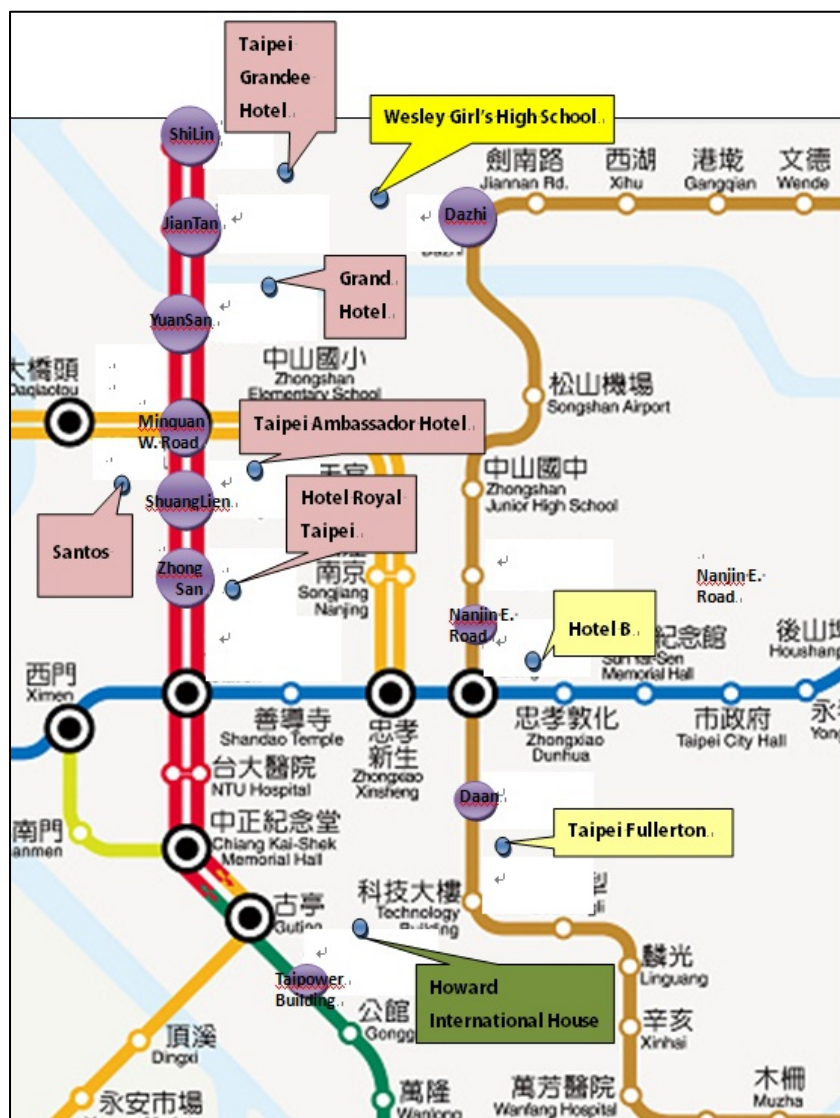 Taipei
Grandee
Hotel
Wesley Girl's High School
ShiLin
劍南路
Jiannan Rd.
西湖
Xihu
港墘
Gangqian
文德
Wende
JianTan
Dazhi
Grand
Hotel
YuanSan
大橋頭
Daqiaotou
中山國小
Zhongshan
Elementary School
松山機場
Songshan Airport
Minquan
W. Road
Taipei Ambassador Hotel
中山國中
Zhongshan
Junior High School
ShuangLien
Hotel Royal
Taipei
Santos
Zhong
San
南京
Songjiang
Nanjing
Nanjin E.
Road
Nanjin E.
Road
Hotel B
紀念館
Sun Yat-Sen
Memorial Hall
後山埤
Houshanp
西門
Ximen
善導寺
Shandao Temple
忠孝
新生
Zhongxiao
Xinsheng
忠孝敦化
Zhongxiao
Dunhua
市政府
Taipei City Hall
永
Yong
台大醫院
NTU Hospital
Daan
南門
anmen
中正紀念堂
Chiang Kai-Shek
Memorial Hall
Taipei Fullerton
古亭
Guting
科技大樓
Technology
Building
麟光
Linguang
Taipower
Building
Howard
International House
公館
Gongg
辛亥
Xinhai
頂溪
Dingxi
永安市場
萬隆
Wanlong
萬芳醫院
Wanfang Hospital
木柵
Muzha